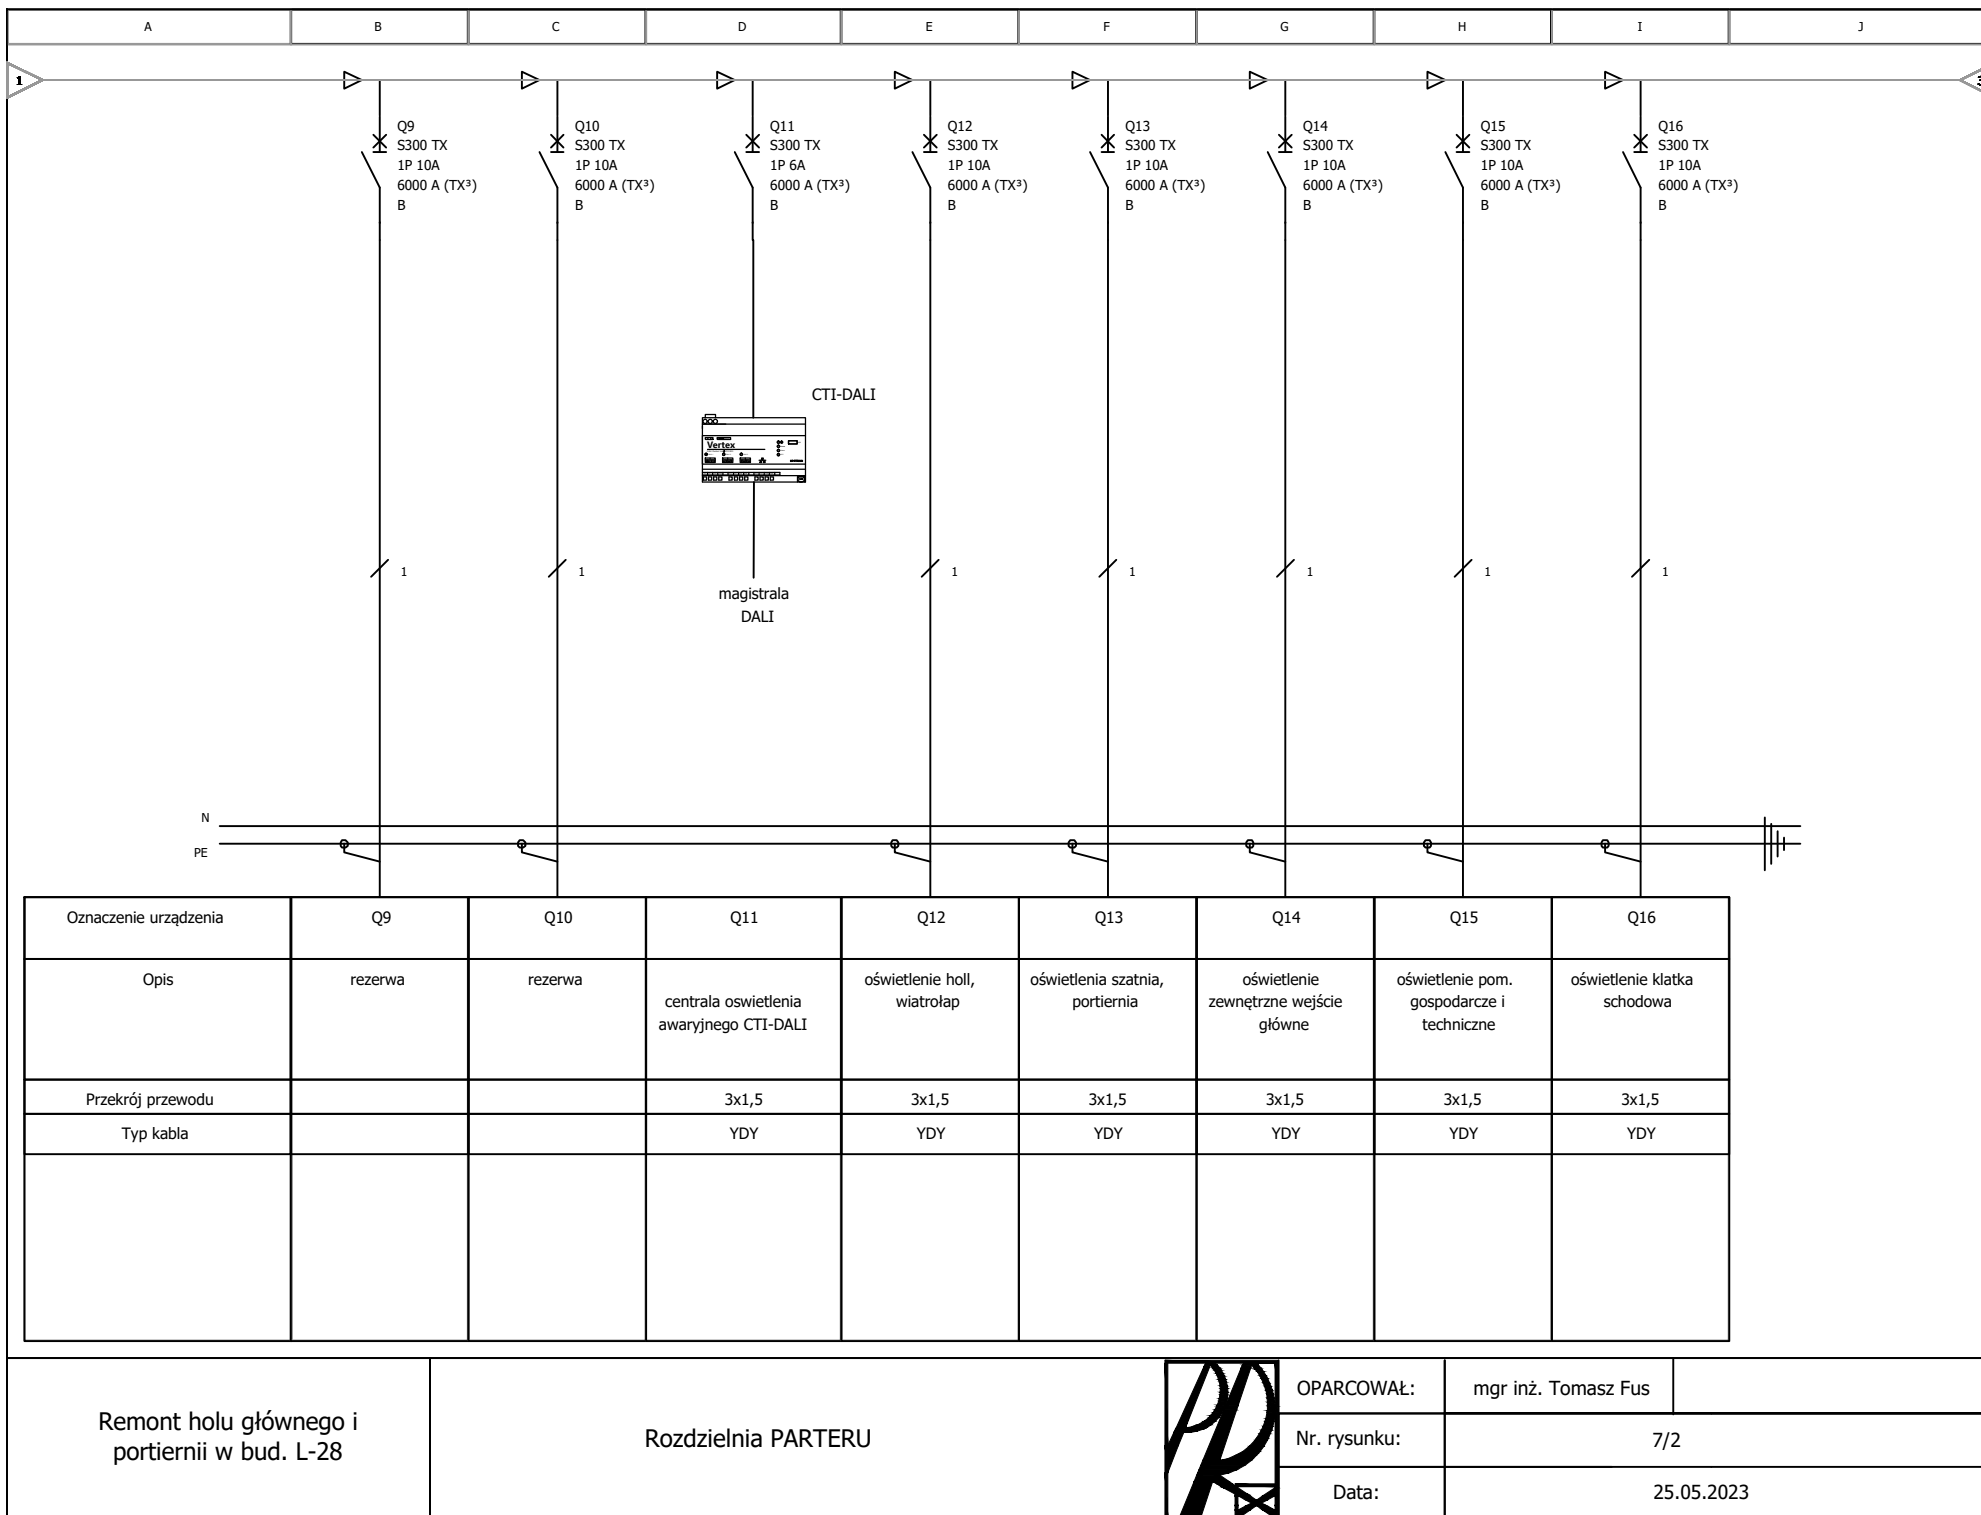 A B C D E F G H I J
1
3
Q9
S300 TX
1P 10A
6000 A (TX³)
B
Q10
S300 TX
1P 10A
6000 A (TX³)
B
Q11
S300 TX
1P 6A
6000 A (TX³)
B
Q12
S300 TX
1P 10A
6000 A (TX³)
B
Q13
S300 TX
1P 10A
6000 A (TX³)
B
Q14
S300 TX
1P 10A
6000 A (TX³)
B
Q15
S300 TX
1P 10A
6000 A (TX³)
B
Q16
S300 TX
1P 10A
6000 A (TX³)
B
CTI-DALI
Vertex
1 1 1 1 1 1 1
magistrala
DALI
N
PE
Oznaczenie urządzenia Q9 Q10 Q11 Q12 Q13 Q14 Q15 Q16
Opis
rezerwa
rezerwa
centrala oswietlenia
awaryjnego CTI-DALI
oświetlenie holl,
wiatrołap
oświetlenia szatnia,
portiernia
oświetlenie
zewnętrzne wejście
główne
oświetlenie pom.
gospodarcze i
techniczne
oświetlenie klatka
schodowa
Przekrój przewodu 3x1,5 3x1,5 3x1,5 3x1,5 3x1,5 3x1,5
Typ kabla YDY YDY YDY YDY YDY YDY
Remont holu głównego i
portiernii w bud. L-28
Rozdzielnia PARTERU
OPARCOWAŁ: mgr inż. Tomasz Fus
Nr. rysunku: 7/2
Data: 25.05.2023